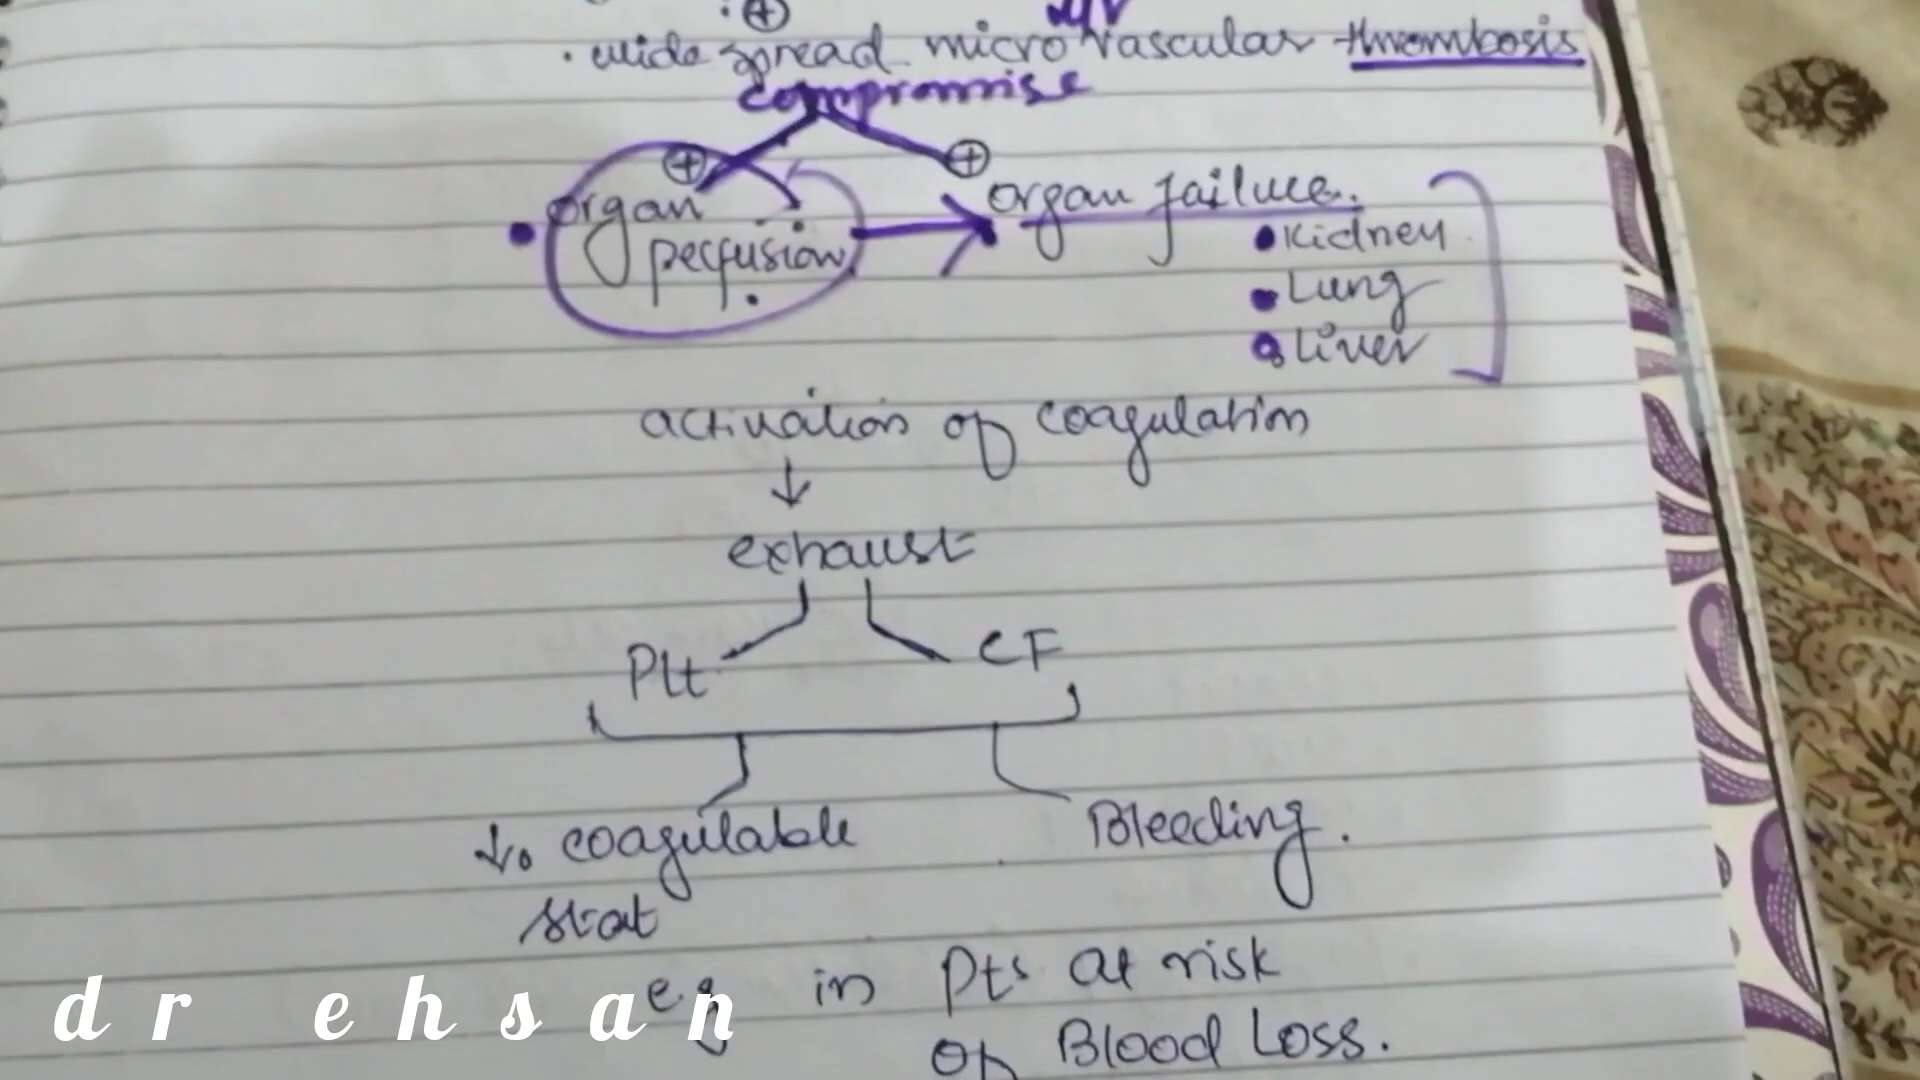 ⊕
. wide spread micro vascular thrombosis
compromise
⊕ ⊕
organ perfusion → organ failure.
• Kidney
• Lung
• Liver
activation of coagulation
↓
exhaust
Plt CF
↓o coagulable stat
Bleeding.
e.g in Pts at risk
of Blood Loss.
dr ehsan